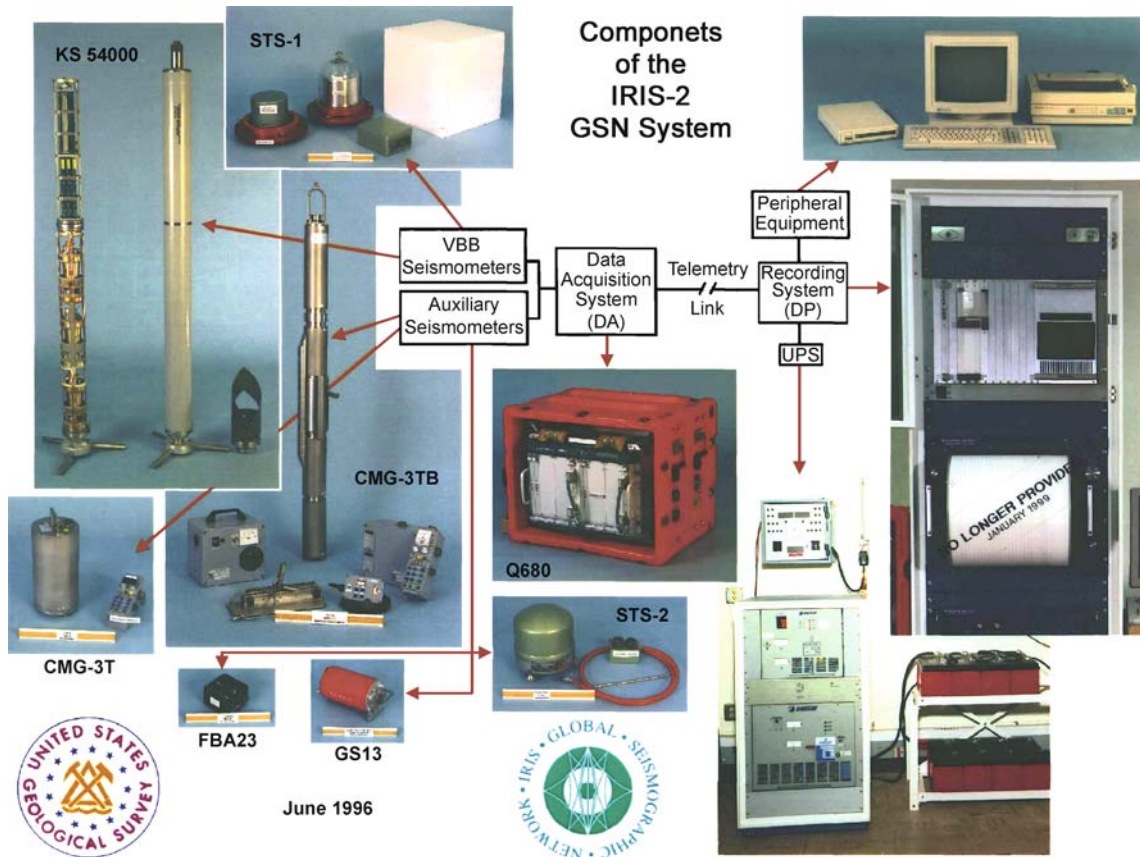 Componets
of the
IRIS-2
GSN System
KS 54000
STS-1
VBB
Seismometers
Auxiliary
Seismometers
Data
Acquisition
System
(DA)
Telemetry
Link
Peripheral
Equipment
Recording
System
(DP)
UPS
CMG-3TB
Q680
NO LONGER PROVIDE
JANUARY 1999
CMG-3T
STS-2
FBA23
GS13
June 1996
UNITED STATES
GEOLOGICAL SURVEY
IRIS • GLOBAL • SEISMOGRAPHIC • NETWORK •